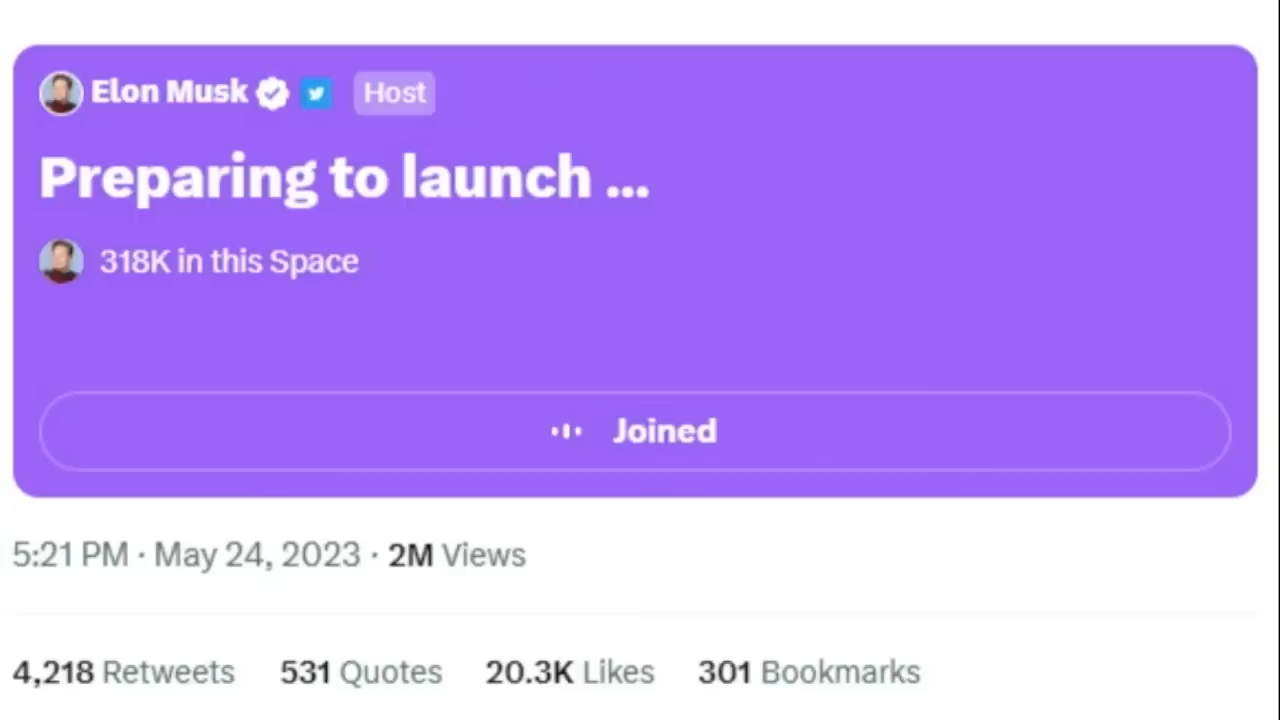 Elon Musk Host
Preparing to launch ...
318K in this Space
Joined
5:21 PM · May 24, 2023 · 2M Views
4,218 Retweets 531 Quotes 20.3K Likes 301 Bookmarks